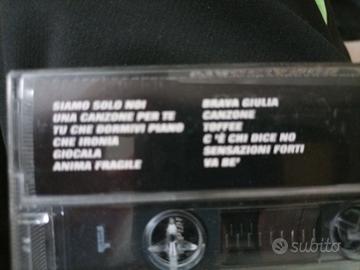 SIAMO SOLO NOI
UNA CANZONE PER TE
TU CHE DORMIVI PIANO
CHE IRONIA
GIOCALA
ANIMA FRAGILE
BRAVA GIULIA
CANZONE
TOFFEE
C'È CHI DICE NO
SENSAZIONI FORTI
VA BE'
subito